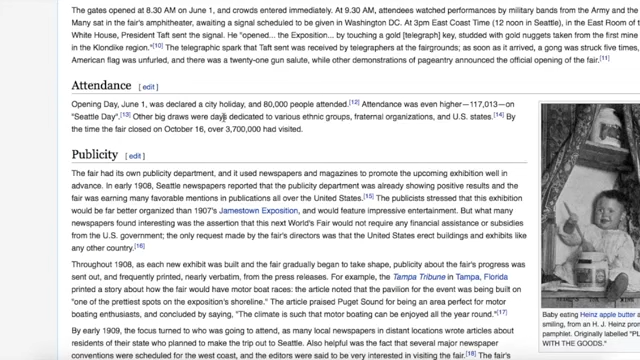 The gates opened at 8.30 AM on June 1, and crowds entered immediately. At 9.30 AM, attendees watched performances by military bands from the Army and the
Many sat in the fair's amphitheater, awaiting a signal scheduled to be given in Washington DC. At 3pm East Coast Time (12 noon in Seattle), in the East Room of t
White House, President Taft sent the signal. He "opened... the Exposition... by touching a gold [telegraph] key, studded with gold nuggets taken from the first mine
in the Klondike region."[10] The telegraphic spark that Taft sent was received by telegraphers at the fairgrounds; as soon as it arrived, a gong was struck five times,
American flag was unfurled, and there was a twenty-one gun salute, while other demonstrations of pageantry announced the official opening of the fair.[11]
Attendance [ edit ]
Opening Day, June 1, was declared a city holiday, and 80,000 people attended.[12] Attendance was even higher—117,013—on
"Seattle Day".[13] Other big draws were days dedicated to various ethnic groups, fraternal organizations, and U.S. states.[14] By
the time the fair closed on October 16, over 3,700,000 had visited.
Publicity [ edit ]
The fair had its own publicity department, and it used newspapers and magazines to promote the upcoming exhibition well in
advance. In early 1908, Seattle newspapers reported that the publicity department was already showing positive results and the
fair was earning many favorable mentions in publications all over the United States.[15] The publicists stressed that this exhibition
would be far better organized than 1907's Jamestown Exposition, and would feature impressive entertainment. But what many
newspapers found interesting was the assertion that this next World's Fair would not require any financial assistance or subsidies
from the U.S. government; the only request made by the fair's directors was that the United States erect buildings and exhibits like
any other country.[16]
Throughout 1908, as each new exhibit was built and the fair gradually began to take shape, publicity about the fair's progress was
sent out, and frequently printed, nearly verbatim, from the press releases. For example, the Tampa Tribune in Tampa, Florida
printed a story about how the fair would have motor boat races: the article noted that the pavilion for the event was being built on
"one of the prettiest spots on the exposition's shoreline." The article praised Puget Sound for being an area perfect for motor
boating enthusiasts, and concluded by saying, "The climate is such that motor boating can be enjoyed all the year round."[17]
By early 1909, the focus turned to who was going to attend, as many local newspapers in distant locations wrote articles about
residents of their state who planned to make the trip out to Seattle. Also helpful was the fact that several major newspaper
conventions were scheduled for the west coast, and the editors were said to be very interested in visiting the fair.[18] The fair's
Baby eating Heinz apple butter a
smiling, from an H. J. Heinz pro
pamphlet. Originally labelled "PL
WITH THE GOODS."